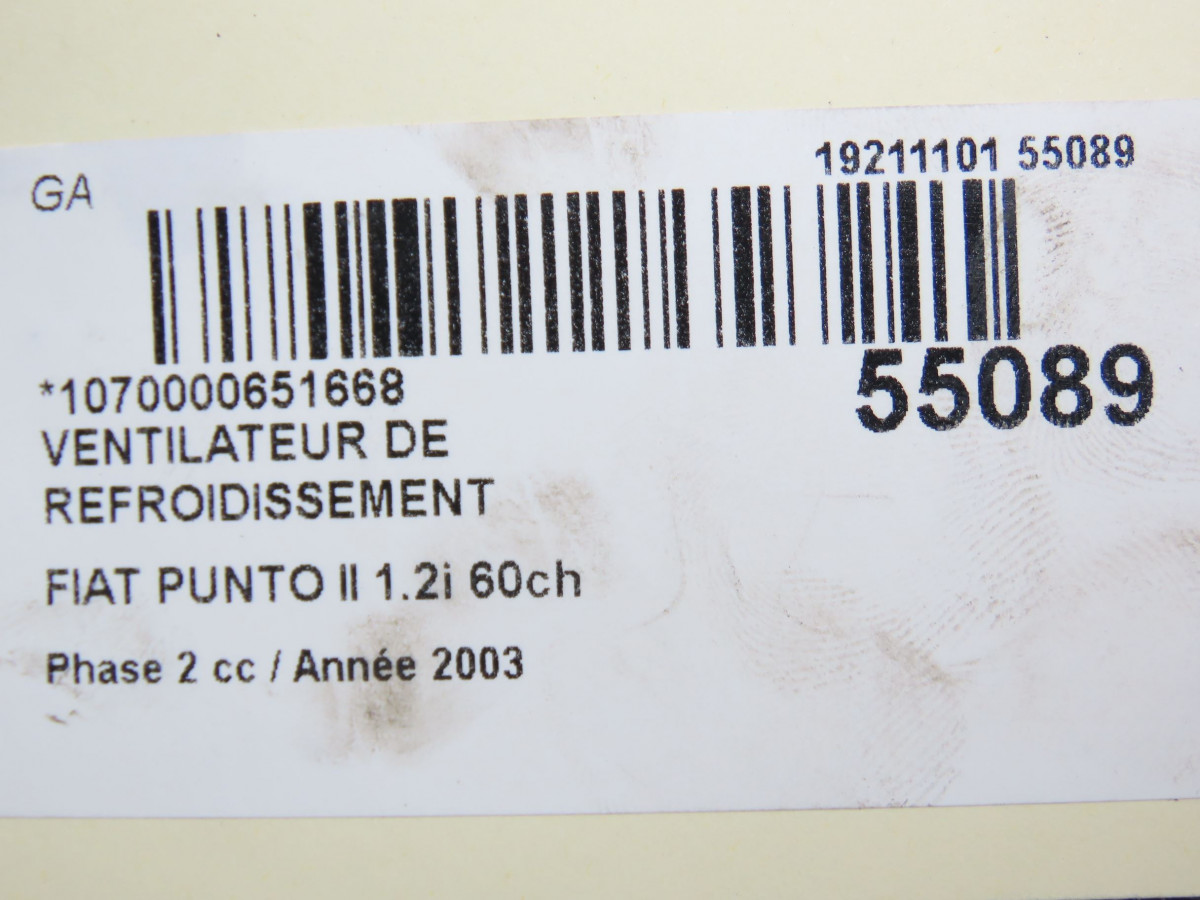 GA
19211101 55089
55089
*1070000651668
VENTILATEUR DE
REFROIDISSEMENT
FIAT PUNTO II 1.2i 60ch
Phase 2 cc / Année 2003